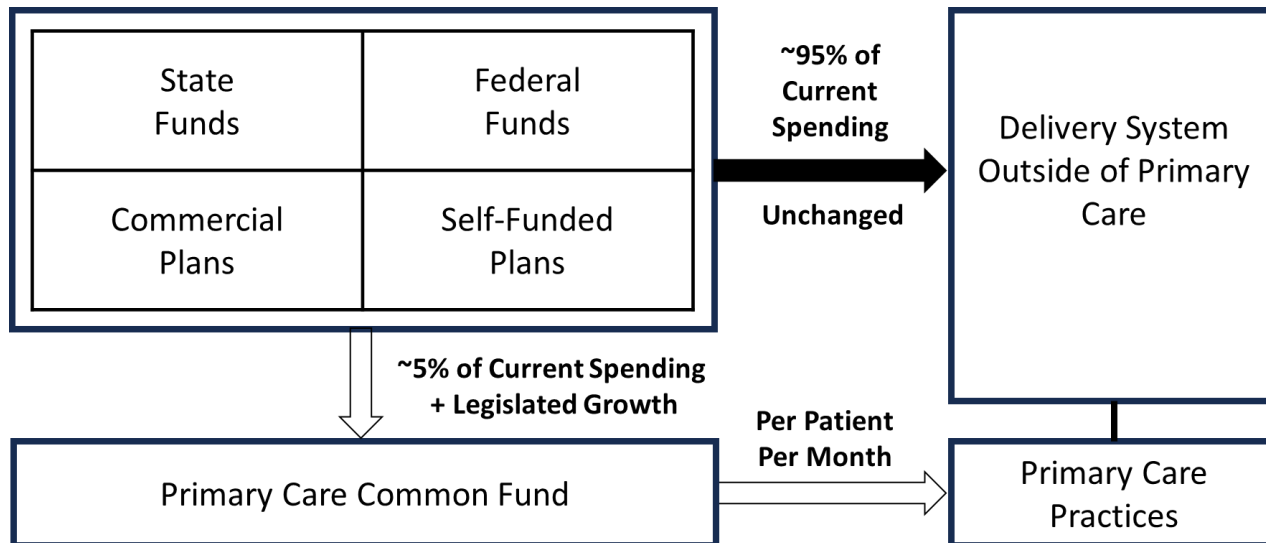 State
Funds
Federal
Funds
Commercial
Plans
Self-Funded
Plans
~95% of
Current
Spending
Unchanged
Delivery System
Outside of Primary
Care
~5% of Current Spending
+ Legislated Growth
Primary Care Common Fund
Per Patient
Per Month
Primary Care
Practices